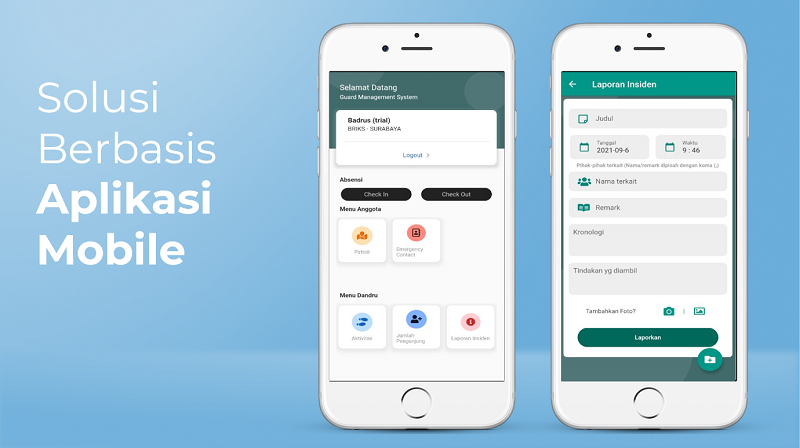 Solusi
Berbasis
Aplikasi
Mobile
Selamat Datang
Guard Management System
Badrus (trial)
BRIKS - SURABAYA
Logout >
Absensi
Check In
Check Out
Menu Anggota
Patroli
Emergency
Contact
Menu Dandru
Aktivitas
Jumlah
Pengunjung
Laporan Insiden
Laporan Insiden
Judul
Tanggal
2021-09-6
Waktu
9 : 46
Pihak-pihak terkait (Nama/remark dipisah dengan koma (,)
Nama terkait
Remark
Kronologi
Tindakan yg diambil
Tambahkan Foto?
|
Laporkan